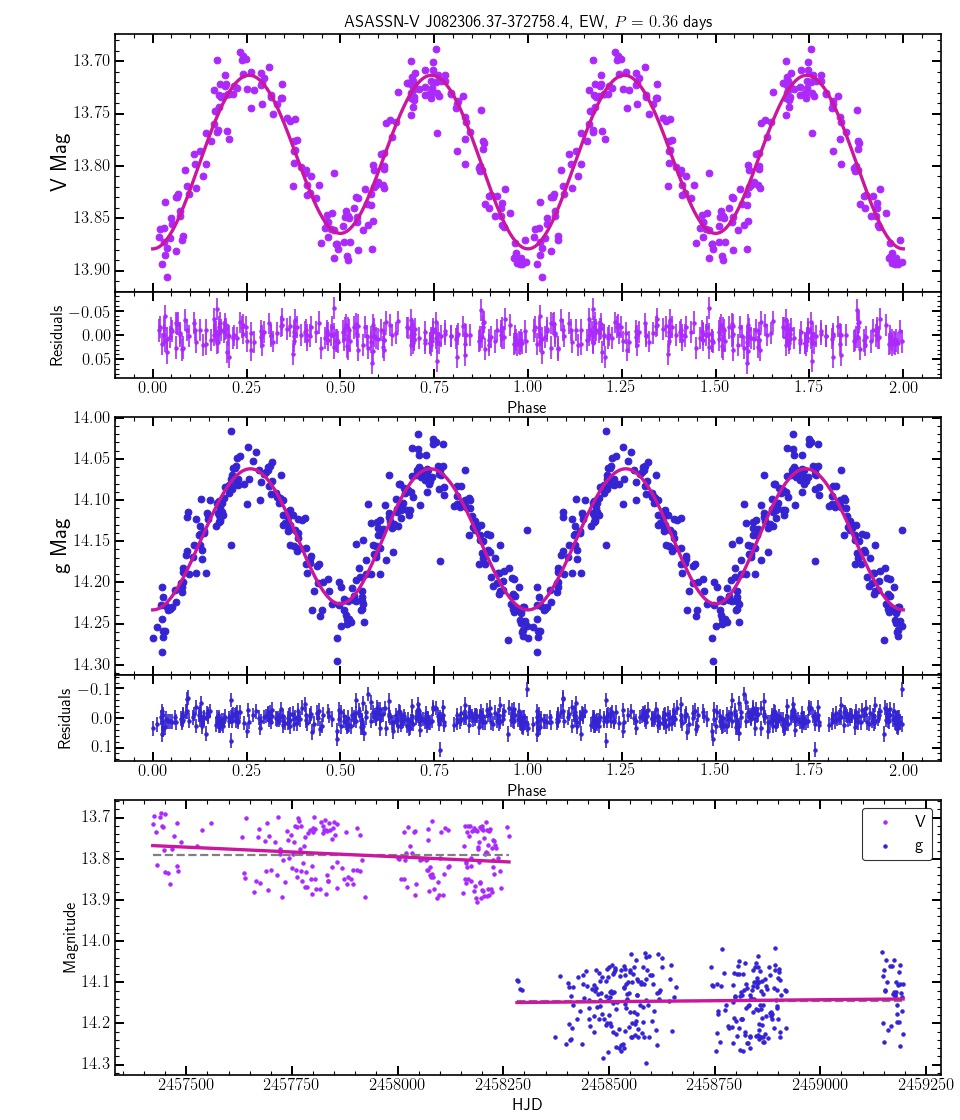 ASASSN-V J082306.37-372758.4, EW, P = 0.36 days
V Mag
13.70
13.75
13.80
13.85
13.90
Residuals
−0.05
0.00
0.05
0.00 0.25 0.50 0.75 1.00 1.25 1.50 1.75 2.00
Phase
g Mag
14.00
14.05
14.10
14.15
14.20
14.25
14.30
Residuals
−0.1
0.0
0.1
0.00 0.25 0.50 0.75 1.00 1.25 1.50 1.75 2.00
Phase
Magnitude
13.7
13.8
13.9
14.0
14.1
14.2
14.3
V
g
2457500 2457750 2458000 2458250 2458500 2458750 2459000 2459250
HJD